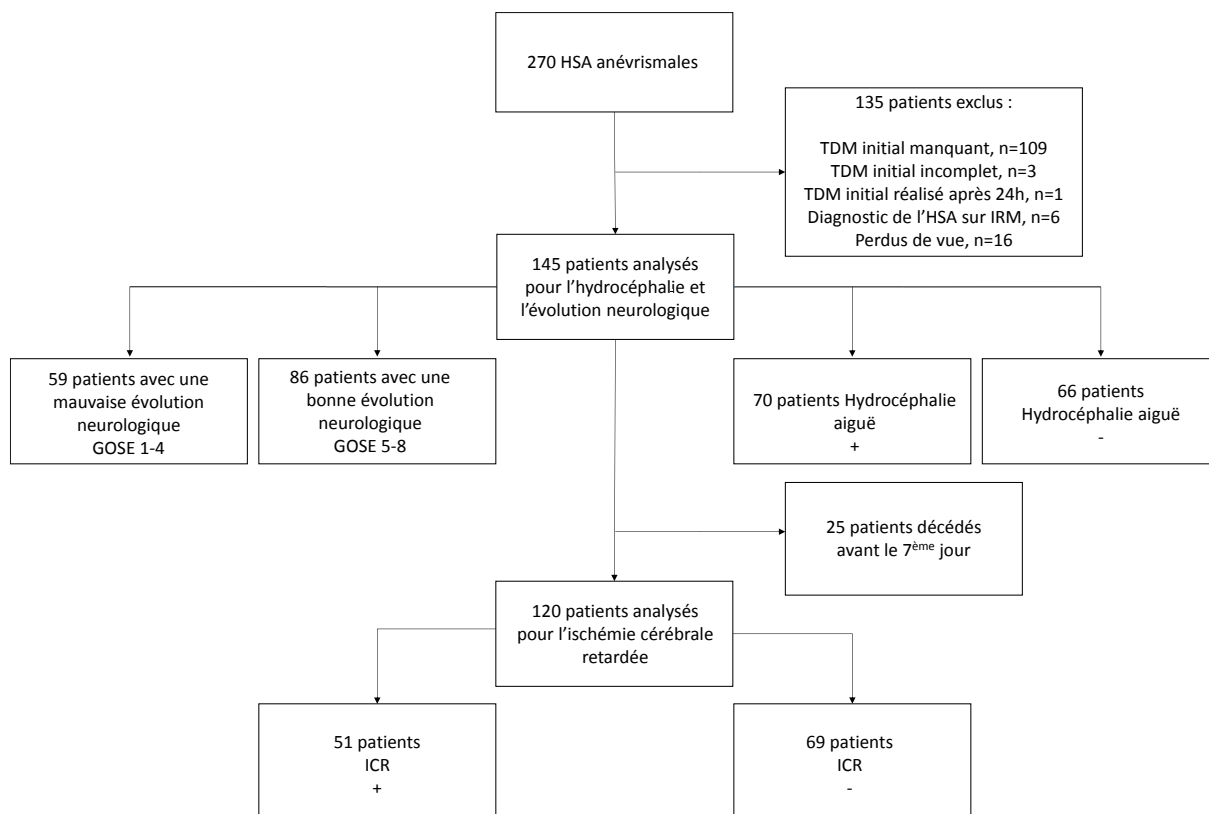 270 HSA anévrismales
135 patients exclus :
TDM initial manquant, n=109
TDM initial incomplet, n=3
TDM initial réalisé après 24h, n=1
Diagnostic de l’HSA sur IRM, n=6
Perdus de vue, n=16
145 patients analysés
pour l’hydrocéphalie et
l’évolution neurologique
59 patients avec une
mauvaise évolution
neurologique
GOSE 1-4
86 patients avec une
bonne évolution
neurologique
GOSE 5-8
70 patients Hydrocéphalie
aiguë
+
66 patients
Hydrocéphalie aiguë
-
25 patients décédés
avant le 7ème jour
120 patients analysés
pour l’ischémie cérébrale
retardée
51 patients
ICR
+
69 patients
ICR
-